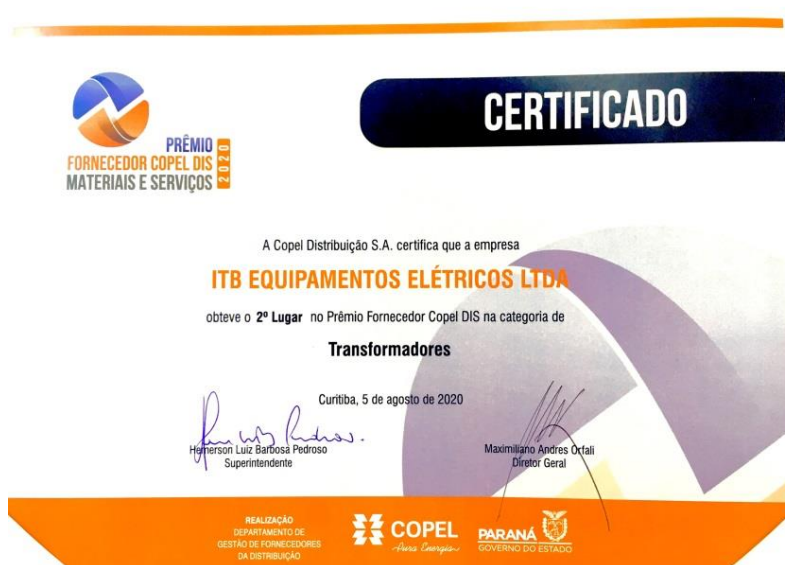 CERTIFICADO
PRÊMIO
FORNECEDOR COPEL DIS
MATERIAIS E SERVIÇOS
2020
A Copel Distribuição S.A. certifica que a empresa
ITB EQUIPAMENTOS ELÉTRICOS LTDA
obteve o 2º Lugar no Prêmio Fornecedor Copel DIS na categoria de
Transformadores
Curitiba, 5 de agosto de 2020
Hemerson Luiz Barbosa Pedroso
Superintendente
Maximiliano Andres Orfali
Diretor Geral
REALIZAÇÃO
DEPARTAMENTO DE
GESTÃO DE FORNECEDORES
DA DISTRIBUIÇÃO
COPEL
Pura Energia
PARANÁ
GOVERNO DO ESTADO